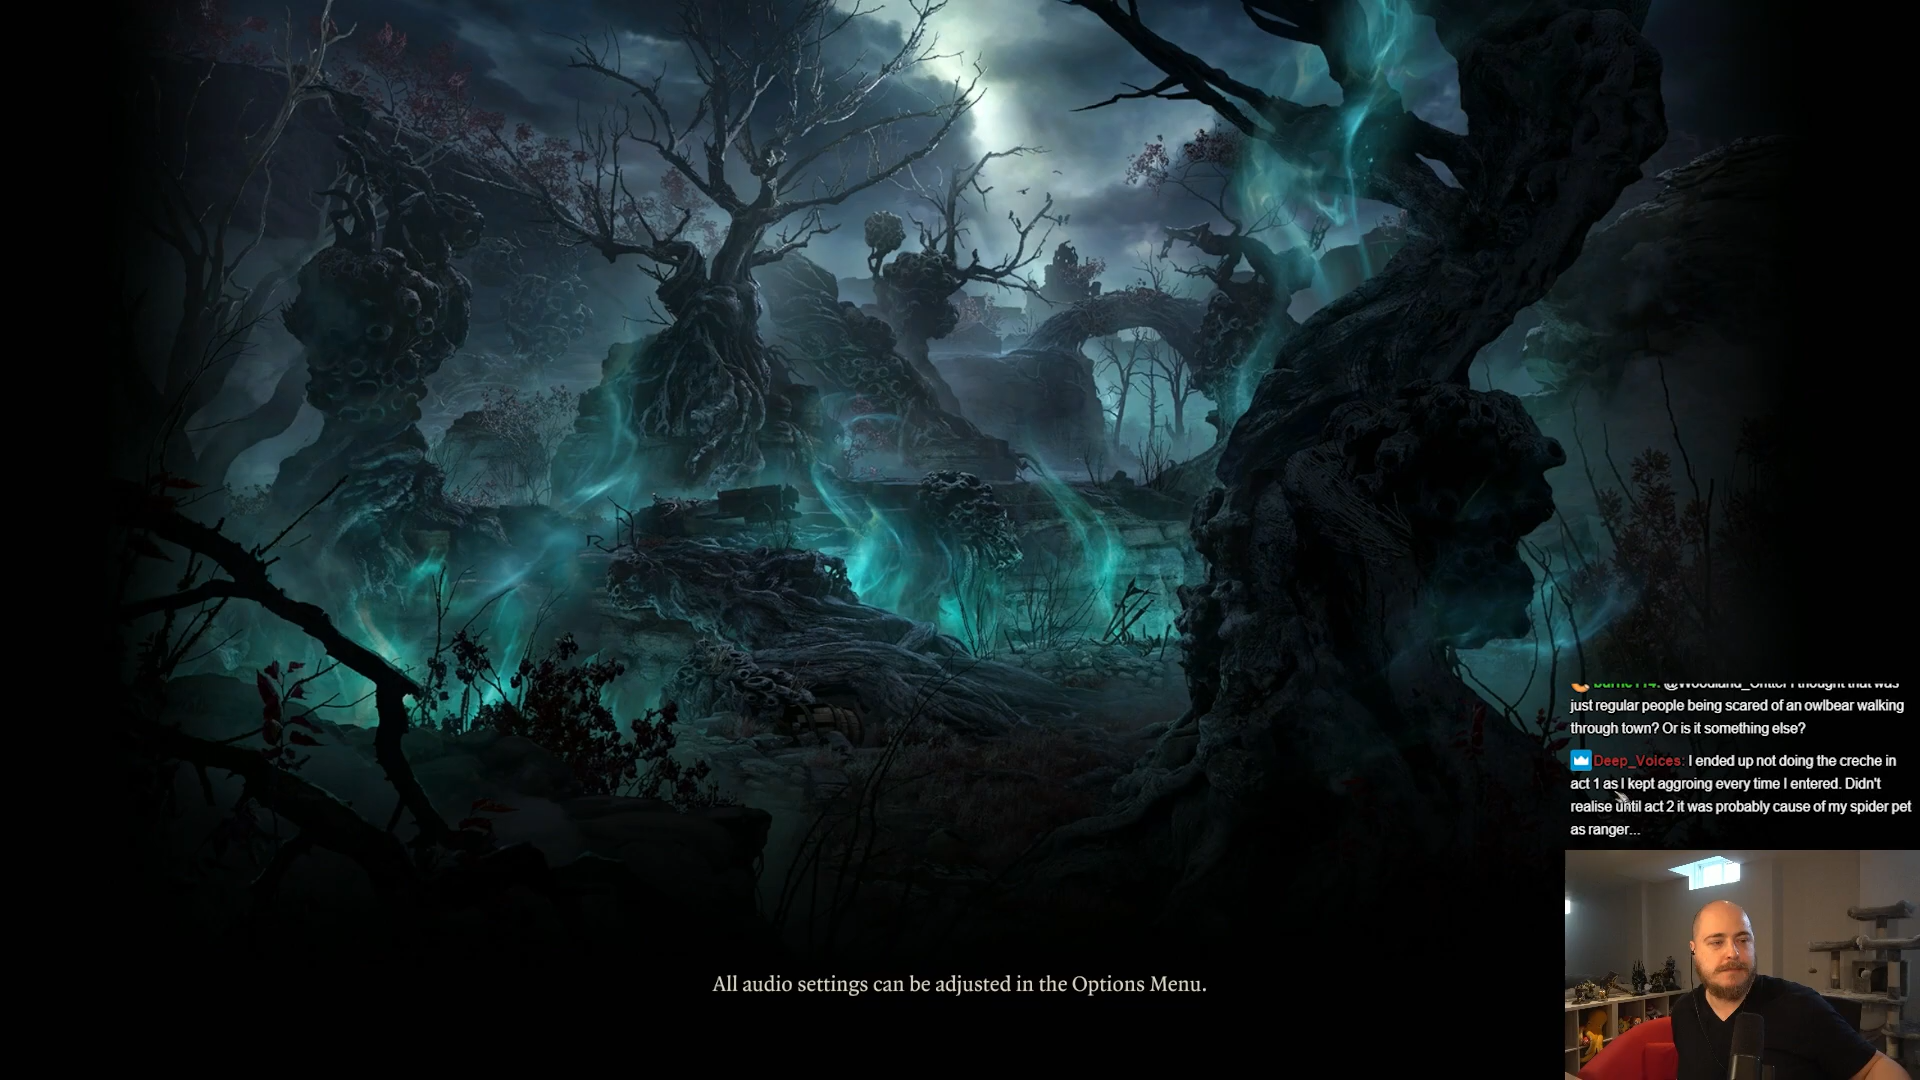 thought that was
just regular people being scared of an owlbear walking
through town? Or is it something else?
Deep_Voices: I ended up not doing the creche in
act 1 as I kept aggroing every time I entered. Didn't
realise until act 2 it was probably cause of my spider pet
as ranger...
All audio settings can be adjusted in the Options Menu.